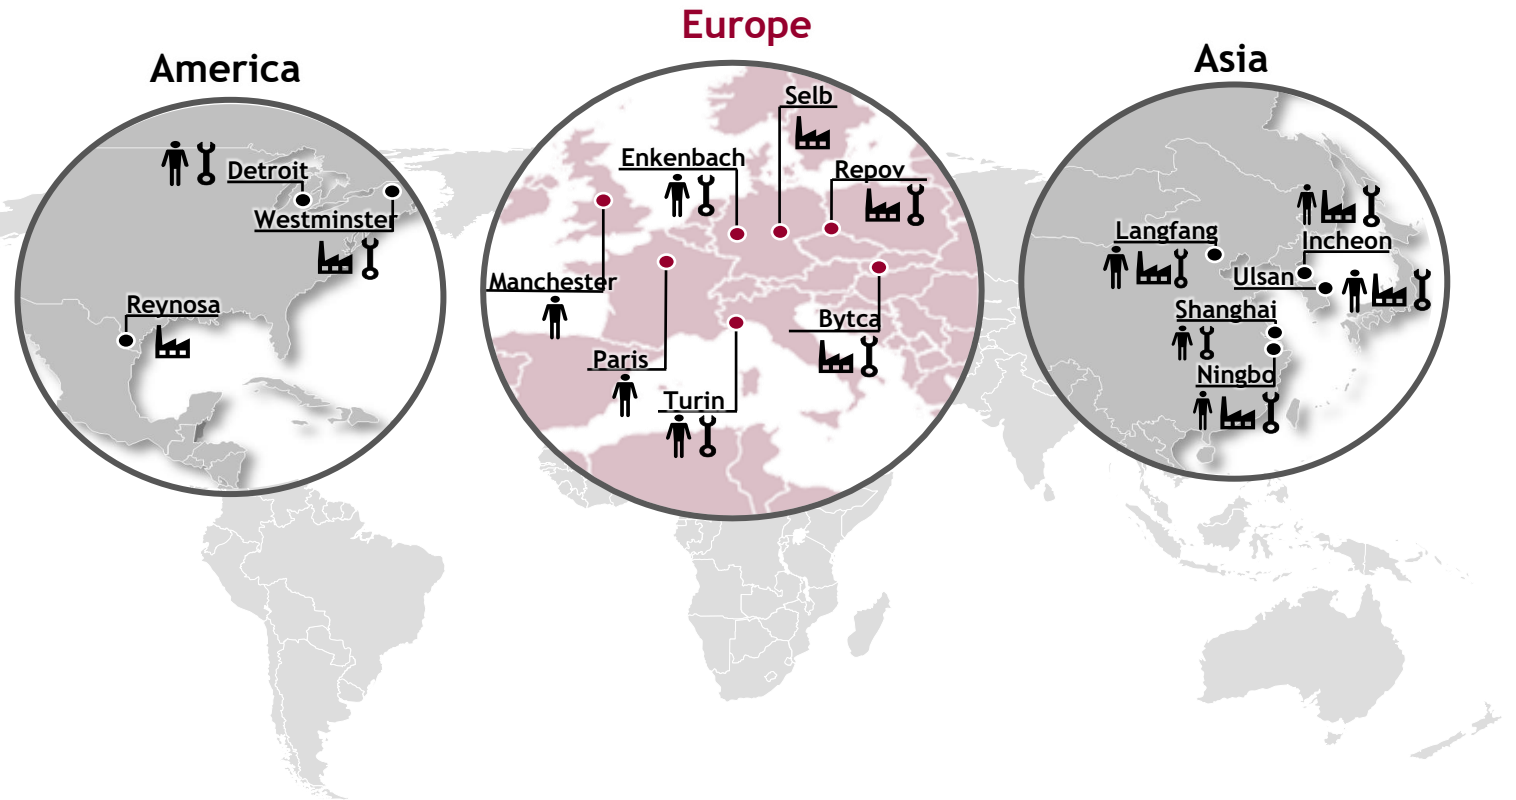 Europe
America
Asia
Detroit
Westminster
Reynosa
Selb
Enkenbach
Repov
Manchester
Bytca
Paris
Turin
Langfang
Incheon
Ulsan
Shanghai
Ningbo